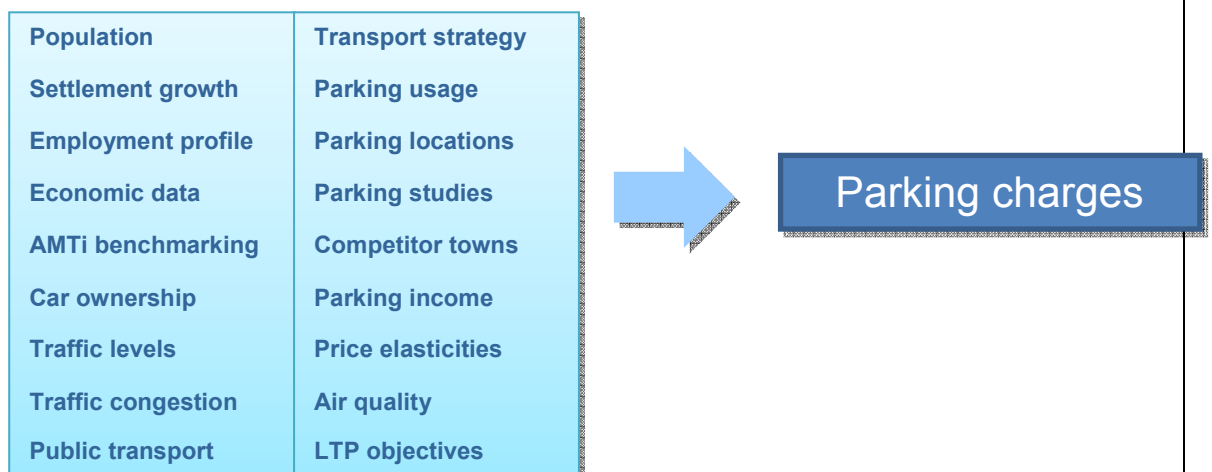 Population
Settlement growth
Employment profile
Economic data
AMTi benchmarking
Car ownership
Traffic levels
Traffic congestion
Public transport
Transport strategy
Parking usage
Parking locations
Parking studies
Competitor towns
Parking income
Price elasticities
Air quality
LTP objectives
Parking charges